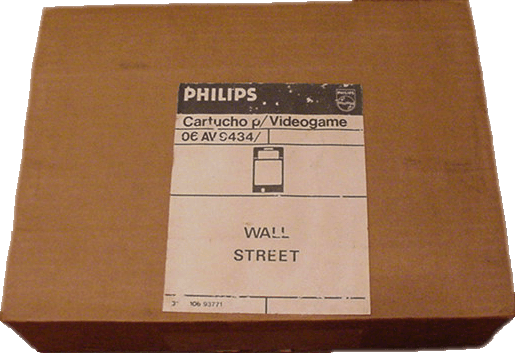 PHILIPS
Cartucho p/Videogame
06 AV 9434/
WALL
STREET
106 93771